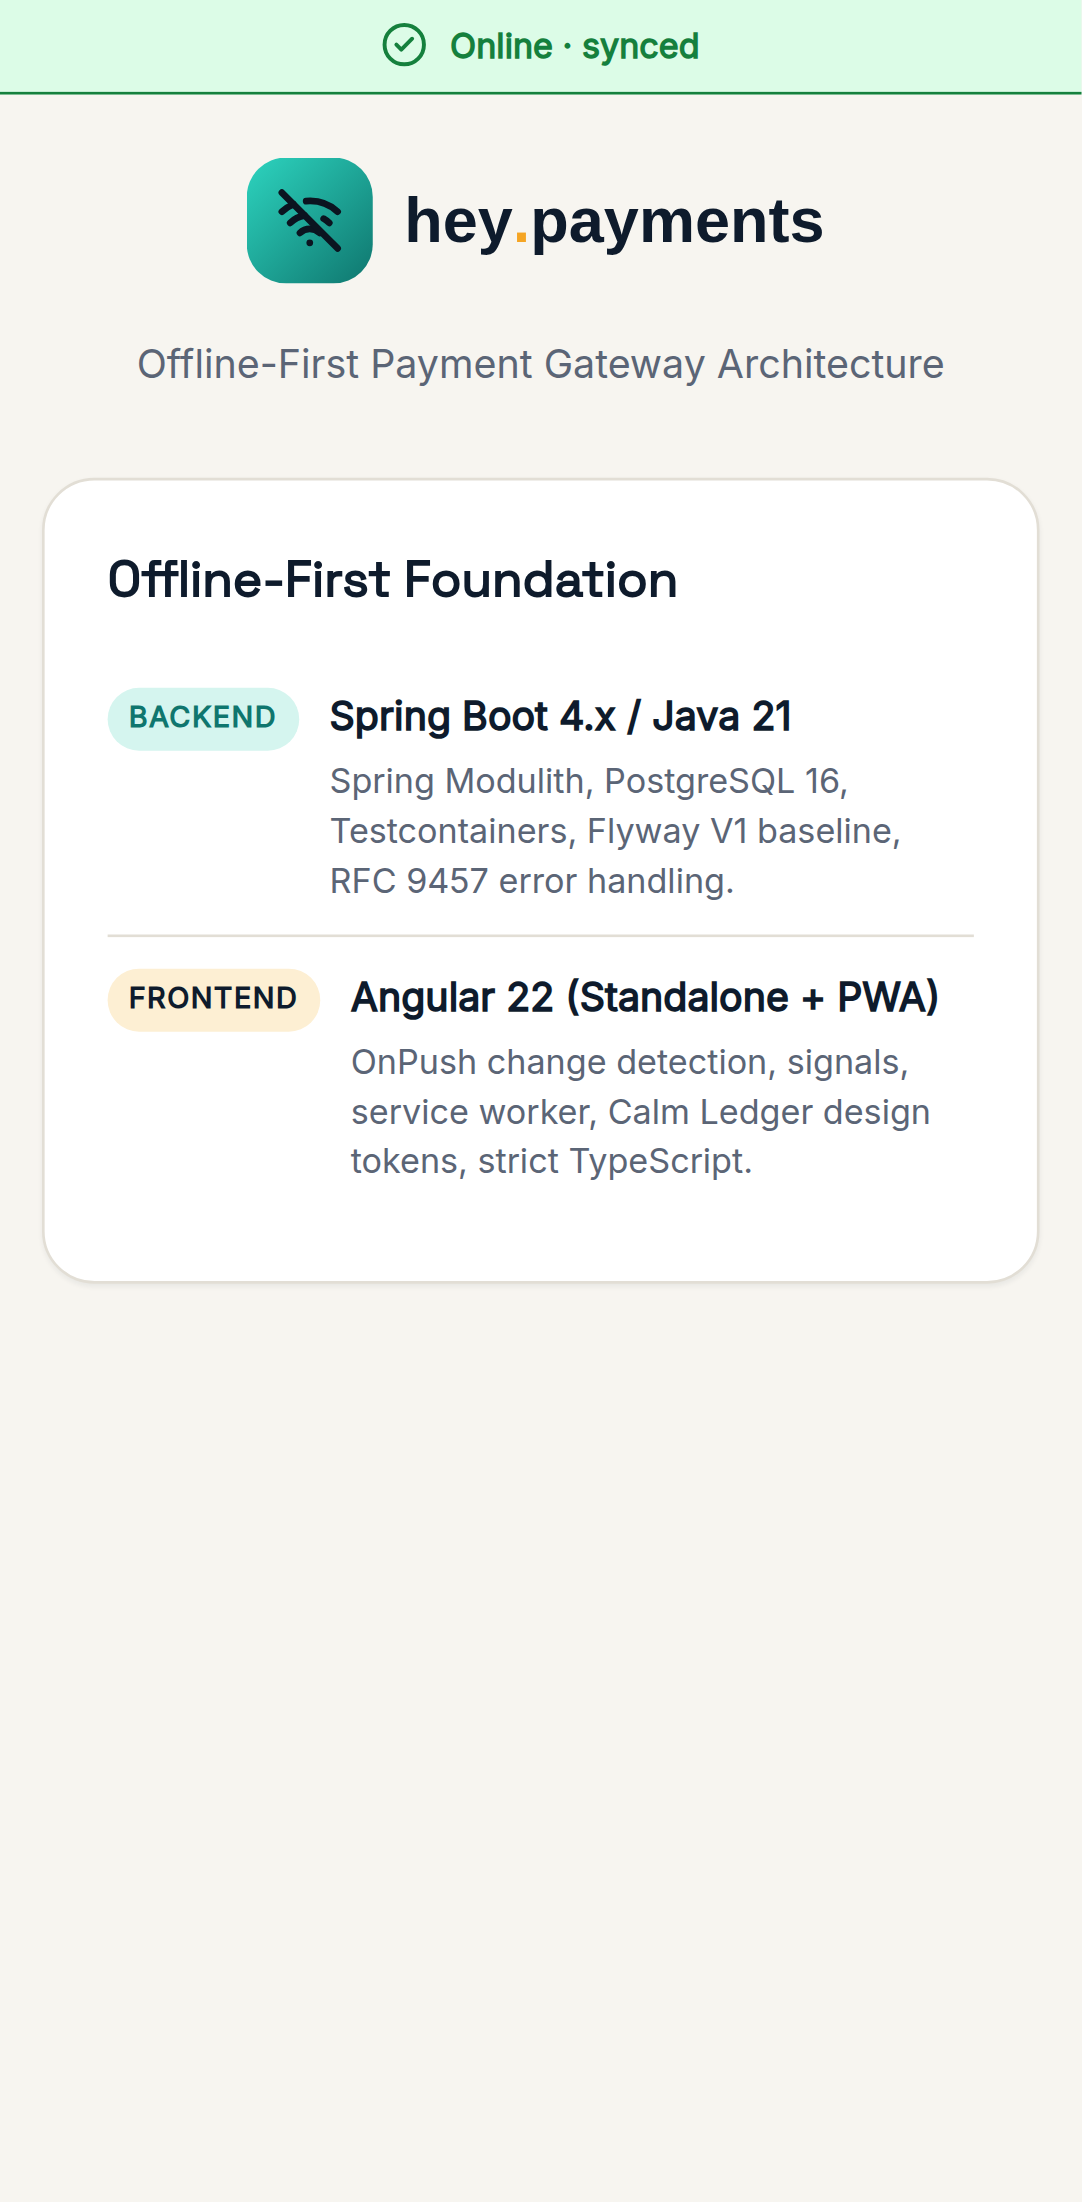 Online · synced
hey.payments
Offline-First Payment Gateway Architecture
Offline-First Foundation
BACKEND
Spring Boot 4.x / Java 21
Spring Modulith, PostgreSQL 16,
Testcontainers, Flyway V1 baseline,
RFC 9457 error handling.
FRONTEND
Angular 22 (Standalone + PWA)
OnPush change detection, signals,
service worker, Calm Ledger design
tokens, strict TypeScript.